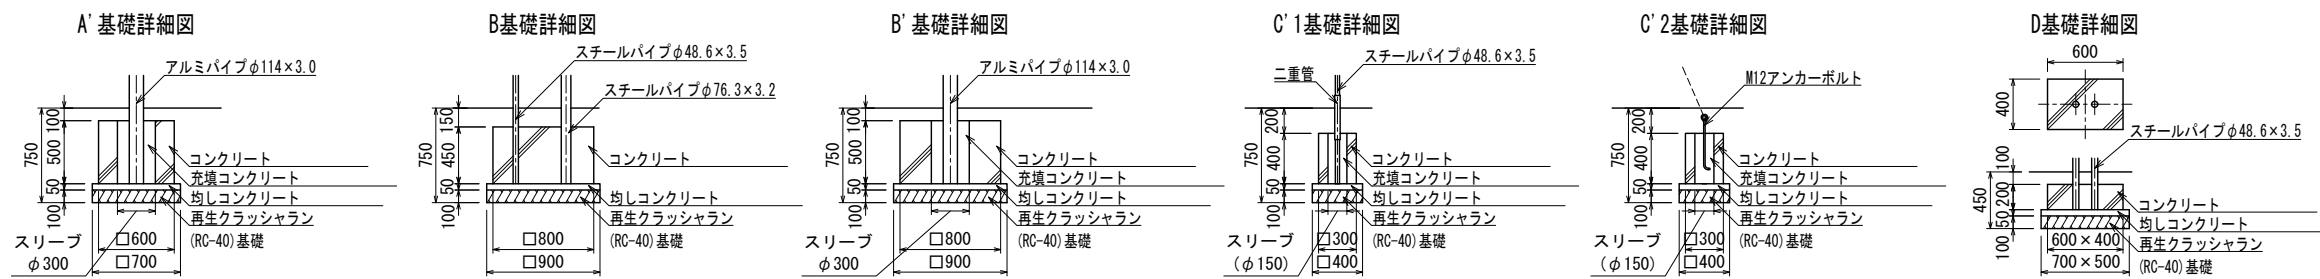 A'基礎詳細図
アルミパイプφ114×3.0
750
100
500
50
100
コンクリート
充填コンクリート
均しコンクリート
再生クラッシャラン
(RC-40)基礎
スリーブ
φ300
□600
□700
B基礎詳細図
スチールパイプφ48.6×3.5
スチールパイプφ76.3×3.2
750
150
450
50
100
コンクリート
均しコンクリート
再生クラッシャラン
(RC-40)基礎
□800
□900
B'基礎詳細図
アルミパイプφ114×3.0
750
100
500
50
100
コンクリート
充填コンクリート
均しコンクリート
再生クラッシャラン
(RC-40)基礎
スリーブ
φ300
□800
□900
C'1基礎詳細図
スチールパイプφ48.6×3.5
二重管
750
200
400
50
100
コンクリート
充填コンクリート
均しコンクリート
再生クラッシャラン
(RC-40)基礎
スリーブ
(φ150)
□300
□400
C'2基礎詳細図
M12アンカーボルト
750
200
400
50
100
コンクリート
充填コンクリート
均しコンクリート
再生クラッシャラン
(RC-40)基礎
スリーブ
(φ150)
□300
□400
D基礎詳細図
600
400
スチールパイプφ48.6×3.5
450
100
200
50
100
コンクリート
均しコンクリート
再生クラッシャラン
(RC-40)基礎
600×400
700×500